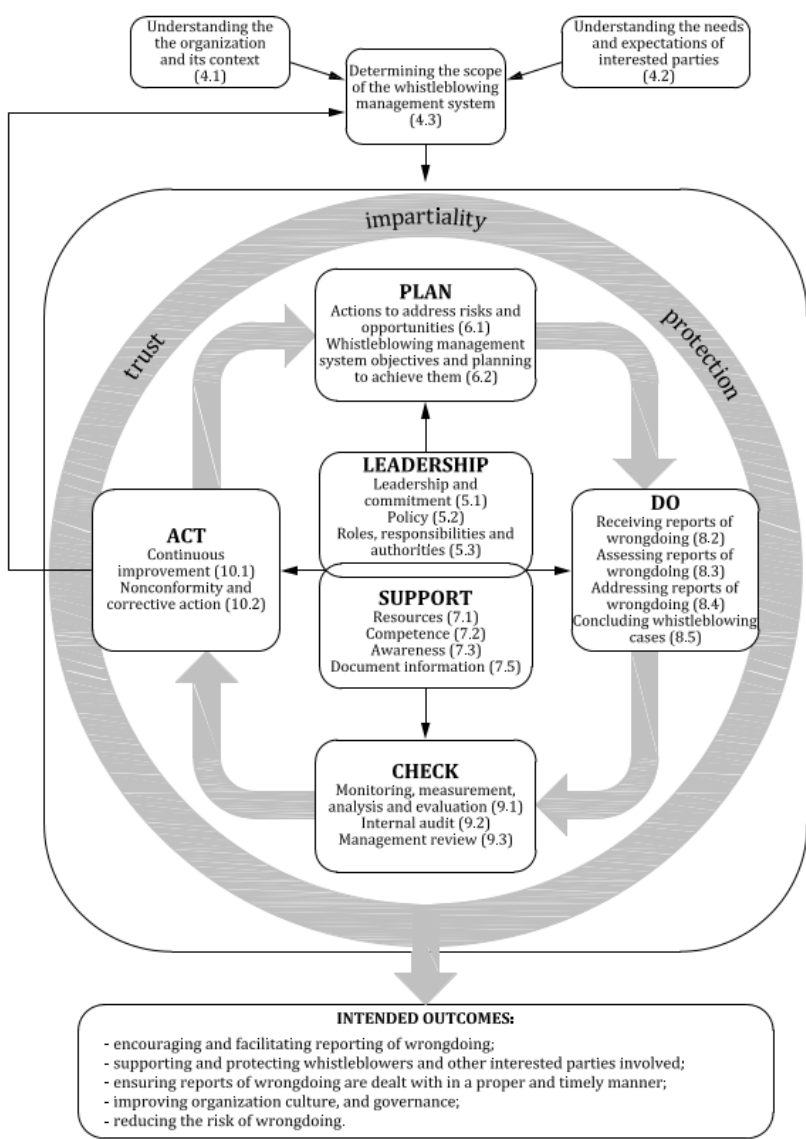 Understanding the
the organization
and its context
(4.1)
Understanding the needs
and expectations of
interested parties
(4.2)
Determining the scope
of the whistleblowing
management system
(4.3)
impartiality
trust
protection
PLAN
Actions to address risks and
opportunities (6.1)
Whistleblowing management
system objectives and planning
to achieve them (6.2)
LEADERSHIP
Leadership and
commitment (5.1)
Policy (5.2)
Roles, responsibilities and
authorities (5.3)
ACT
Continuous
improvement (10.1)
Nonconformity and
corrective action (10.2)
DO
Receiving reports of
wrongdoing (8.2)
Assessing reports of
wrongdoing (8.3)
Addressing reports of
wrongdoing (8.4)
Concluding whistleblowing
cases (8.5)
SUPPORT
Resources (7.1)
Competence (7.2)
Awareness (7.3)
Document information (7.5)
CHECK
Monitoring, measurement,
analysis and evaluation (9.1)
Internal audit (9.2)
Management review (9.3)
INTENDED OUTCOMES:
- encouraging and facilitating reporting of wrongdoing;
- supporting and protecting whistleblowers and other interested parties involved;
- ensuring reports of wrongdoing are dealt with in a proper and timely manner;
- improving organization culture, and governance;
- reducing the risk of wrongdoing.